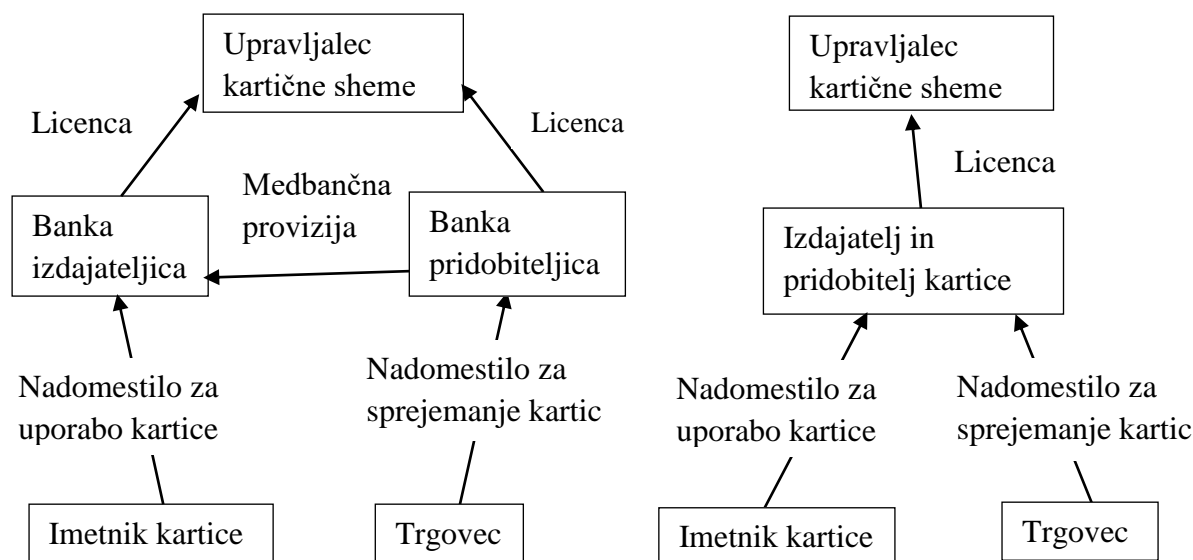 Upravljalec
kartične sheme
Licenca
Licenca
Medbančna
provizija
Banka
izdajateljica
Banka
pridobiteljica
Nadomestilo za
uporabo kartice
Nadomestilo za
sprejemanje kartic
Imetnik kartice
Trgovec
Upravljalec
kartične sheme
Licenca
Izdajatelj in
pridobitelj kartice
Nadomestilo za
uporabo kartice
Nadomestilo za
sprejemanje kartic
Imetnik kartice
Trgovec